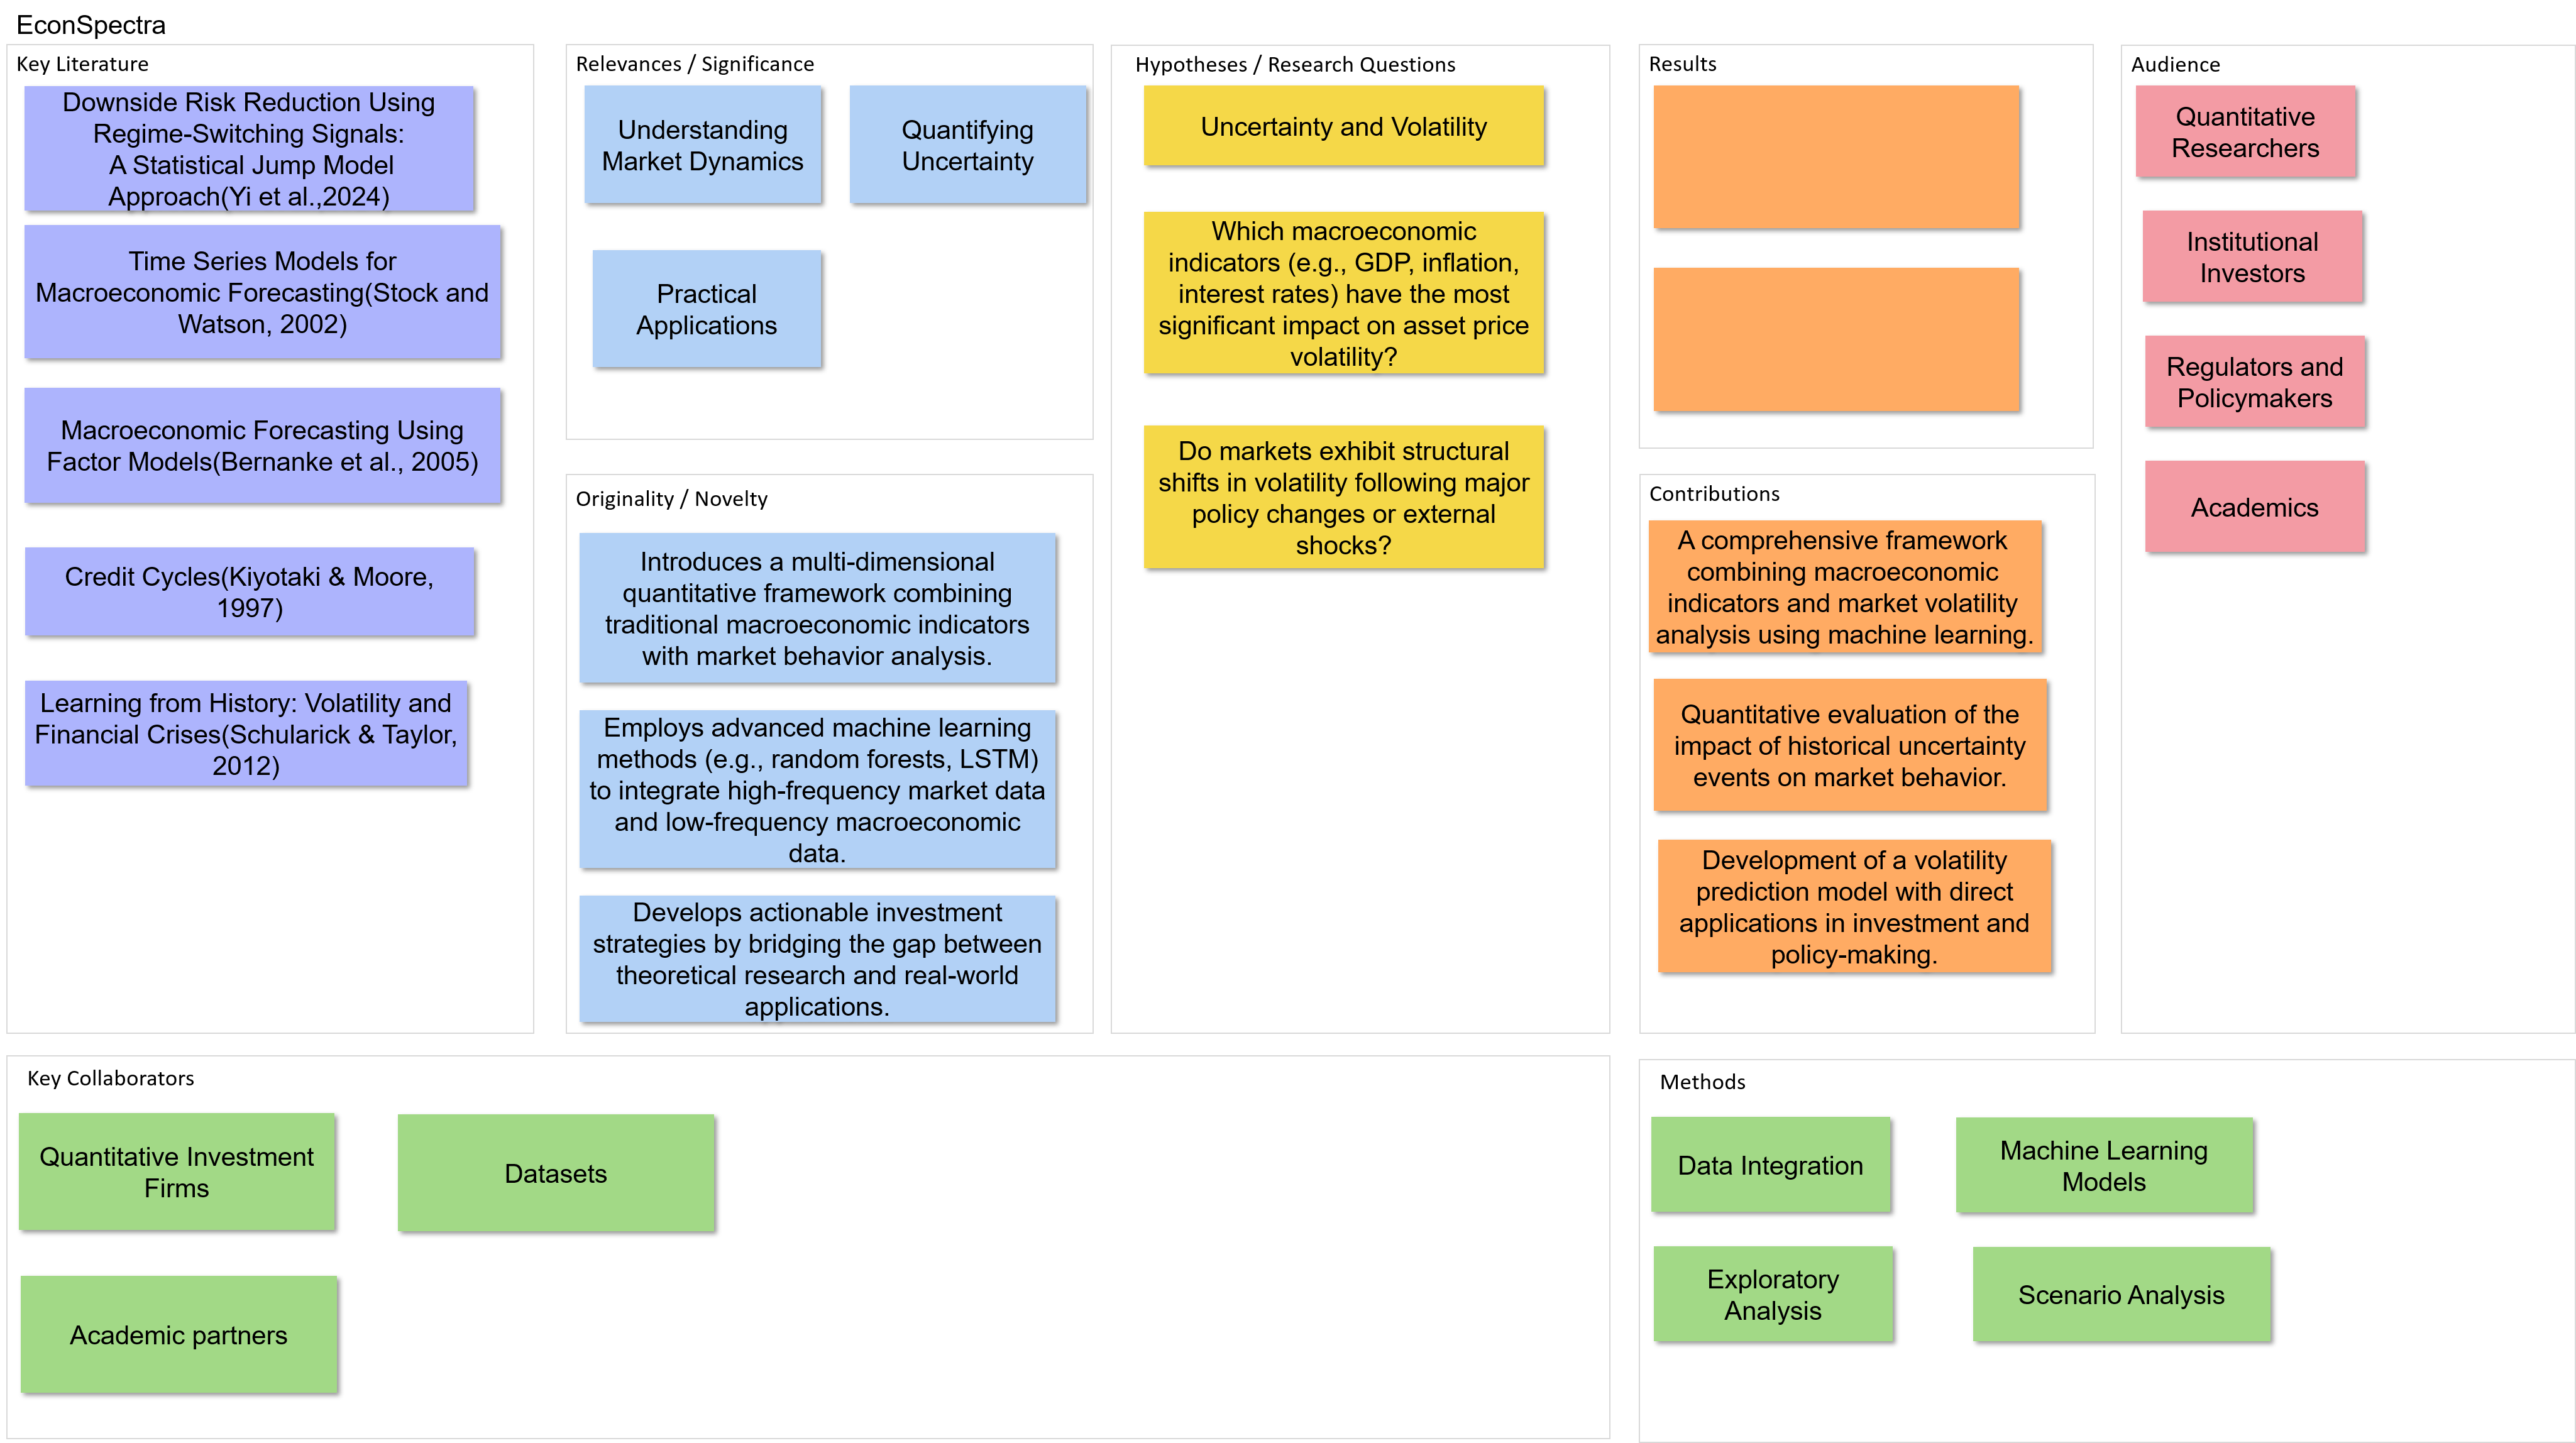 EconSpectra
Key Literature
Downside Risk Reduction Using
Regime-Switching Signals:
A Statistical Jump Model
Approach(Yi et al.,2024)
Time Series Models for
Macroeconomic Forecasting(Stock and
Watson, 2002)
Macroeconomic Forecasting Using
Factor Models(Bernanke et al., 2005)
Credit Cycles(Kiyotaki & Moore,
1997)
Learning from History: Volatility and
Financial Crises(Schularick & Taylor,
2012)
Relevances / Significance
Understanding
Market Dynamics
Quantifying
Uncertainty
Practical
Applications
Originality / Novelty
Introduces a multi-dimensional
quantitative framework combining
traditional macroeconomic indicators
with market behavior analysis.
Employs advanced machine learning
methods (e.g., random forests, LSTM)
to integrate high-frequency market data
and low-frequency macroeconomic
data.
Develops actionable investment
strategies by bridging the gap between
theoretical research and real-world
applications.
Hypotheses / Research Questions
Uncertainty and Volatility
Which macroeconomic
indicators (e.g., GDP, inflation,
interest rates) have the most
significant impact on asset price
volatility?
Do markets exhibit structural
shifts in volatility following major
policy changes or external
shocks?
Results
Contributions
A comprehensive framework
combining macroeconomic
indicators and market volatility
analysis using machine learning.
Quantitative evaluation of the
impact of historical uncertainty
events on market behavior.
Development of a volatility
prediction model with direct
applications in investment and
policy-making.
Audience
Quantitative
Researchers
Institutional
Investors
Regulators and
Policymakers
Academics
Key Collaborators
Quantitative Investment
Firms
Datasets
Academic partners
Methods
Data Integration
Machine Learning
Models
Exploratory
Analysis
Scenario Analysis